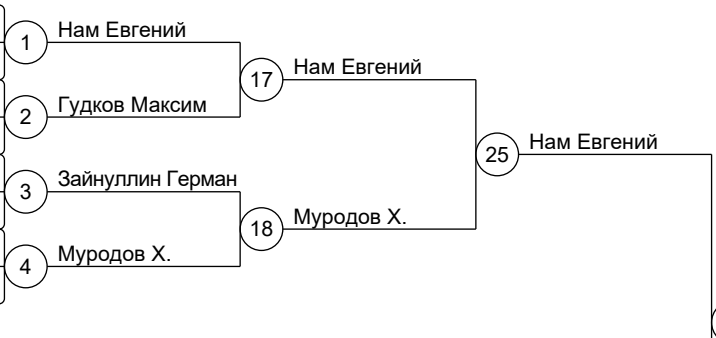 1 Нам Евгений
17 Нам Евгений
2 Гудков Максим
25 Нам Евгений
3 Зайнуллин Герман
18 Муродов Х.
4 Муродов Х.